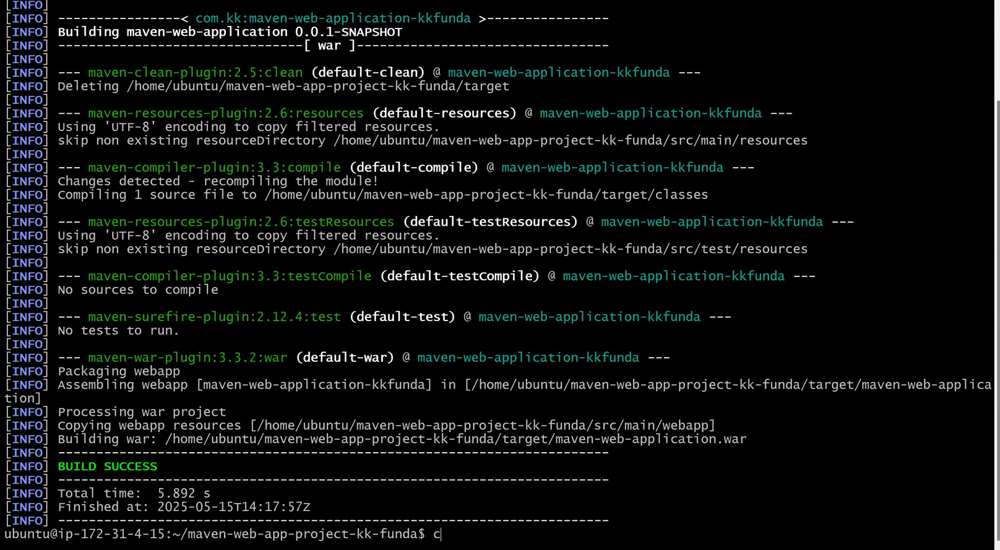 [INFO]
[INFO] ----------------< com.kk:maven-web-application-kkfunda >----------------
[INFO] Building maven-web-application 0.0.1-SNAPSHOT
[INFO] --------------------------------[ war ]---------------------------------
[INFO]
[INFO] --- maven-clean-plugin:2.5:clean (default-clean) @ maven-web-application-kkfunda ---
[INFO] Deleting /home/ubuntu/maven-web-app-project-kk-funda/target
[INFO]
[INFO] --- maven-resources-plugin:2.6:resources (default-resources) @ maven-web-application-kkfunda ---
[INFO] Using 'UTF-8' encoding to copy filtered resources.
[INFO] skip non existing resourceDirectory /home/ubuntu/maven-web-app-project-kk-funda/src/main/resources
[INFO]
[INFO] --- maven-compiler-plugin:3.3:compile (default-compile) @ maven-web-application-kkfunda ---
[INFO] Changes detected - recompiling the module!
[INFO] Compiling 1 source file to /home/ubuntu/maven-web-app-project-kk-funda/target/classes
[INFO]
[INFO] --- maven-resources-plugin:2.6:testResources (default-testResources) @ maven-web-application-kkfunda ---
[INFO] Using 'UTF-8' encoding to copy filtered resources.
[INFO] skip non existing resourceDirectory /home/ubuntu/maven-web-app-project-kk-funda/src/test/resources
[INFO]
[INFO] --- maven-compiler-plugin:3.3:testCompile (default-testCompile) @ maven-web-application-kkfunda ---
[INFO] No sources to compile
[INFO]
[INFO] --- maven-surefire-plugin:2.12.4:test (default-test) @ maven-web-application-kkfunda ---
[INFO] No tests to run.
[INFO]
[INFO] --- maven-war-plugin:3.3.2:war (default-war) @ maven-web-application-kkfunda ---
[INFO] Packaging webapp
[INFO] Assembling webapp [maven-web-application-kkfunda] in [/home/ubuntu/maven-web-app-project-kk-funda/target/maven-web-applica
tion]
[INFO] Processing war project
[INFO] Copying webapp resources [/home/ubuntu/maven-web-app-project-kk-funda/src/main/webapp]
[INFO] Building war: /home/ubuntu/maven-web-app-project-kk-funda/target/maven-web-application.war
[INFO] ------------------------------------------------------------------------
[INFO] BUILD SUCCESS
[INFO] ------------------------------------------------------------------------
[INFO] Total time:  5.892 s
[INFO] Finished at: 2025-05-15T14:17:57Z
[INFO] ------------------------------------------------------------------------
ubuntu@ip-172-31-4-15:~/maven-web-app-project-kk-funda$ c